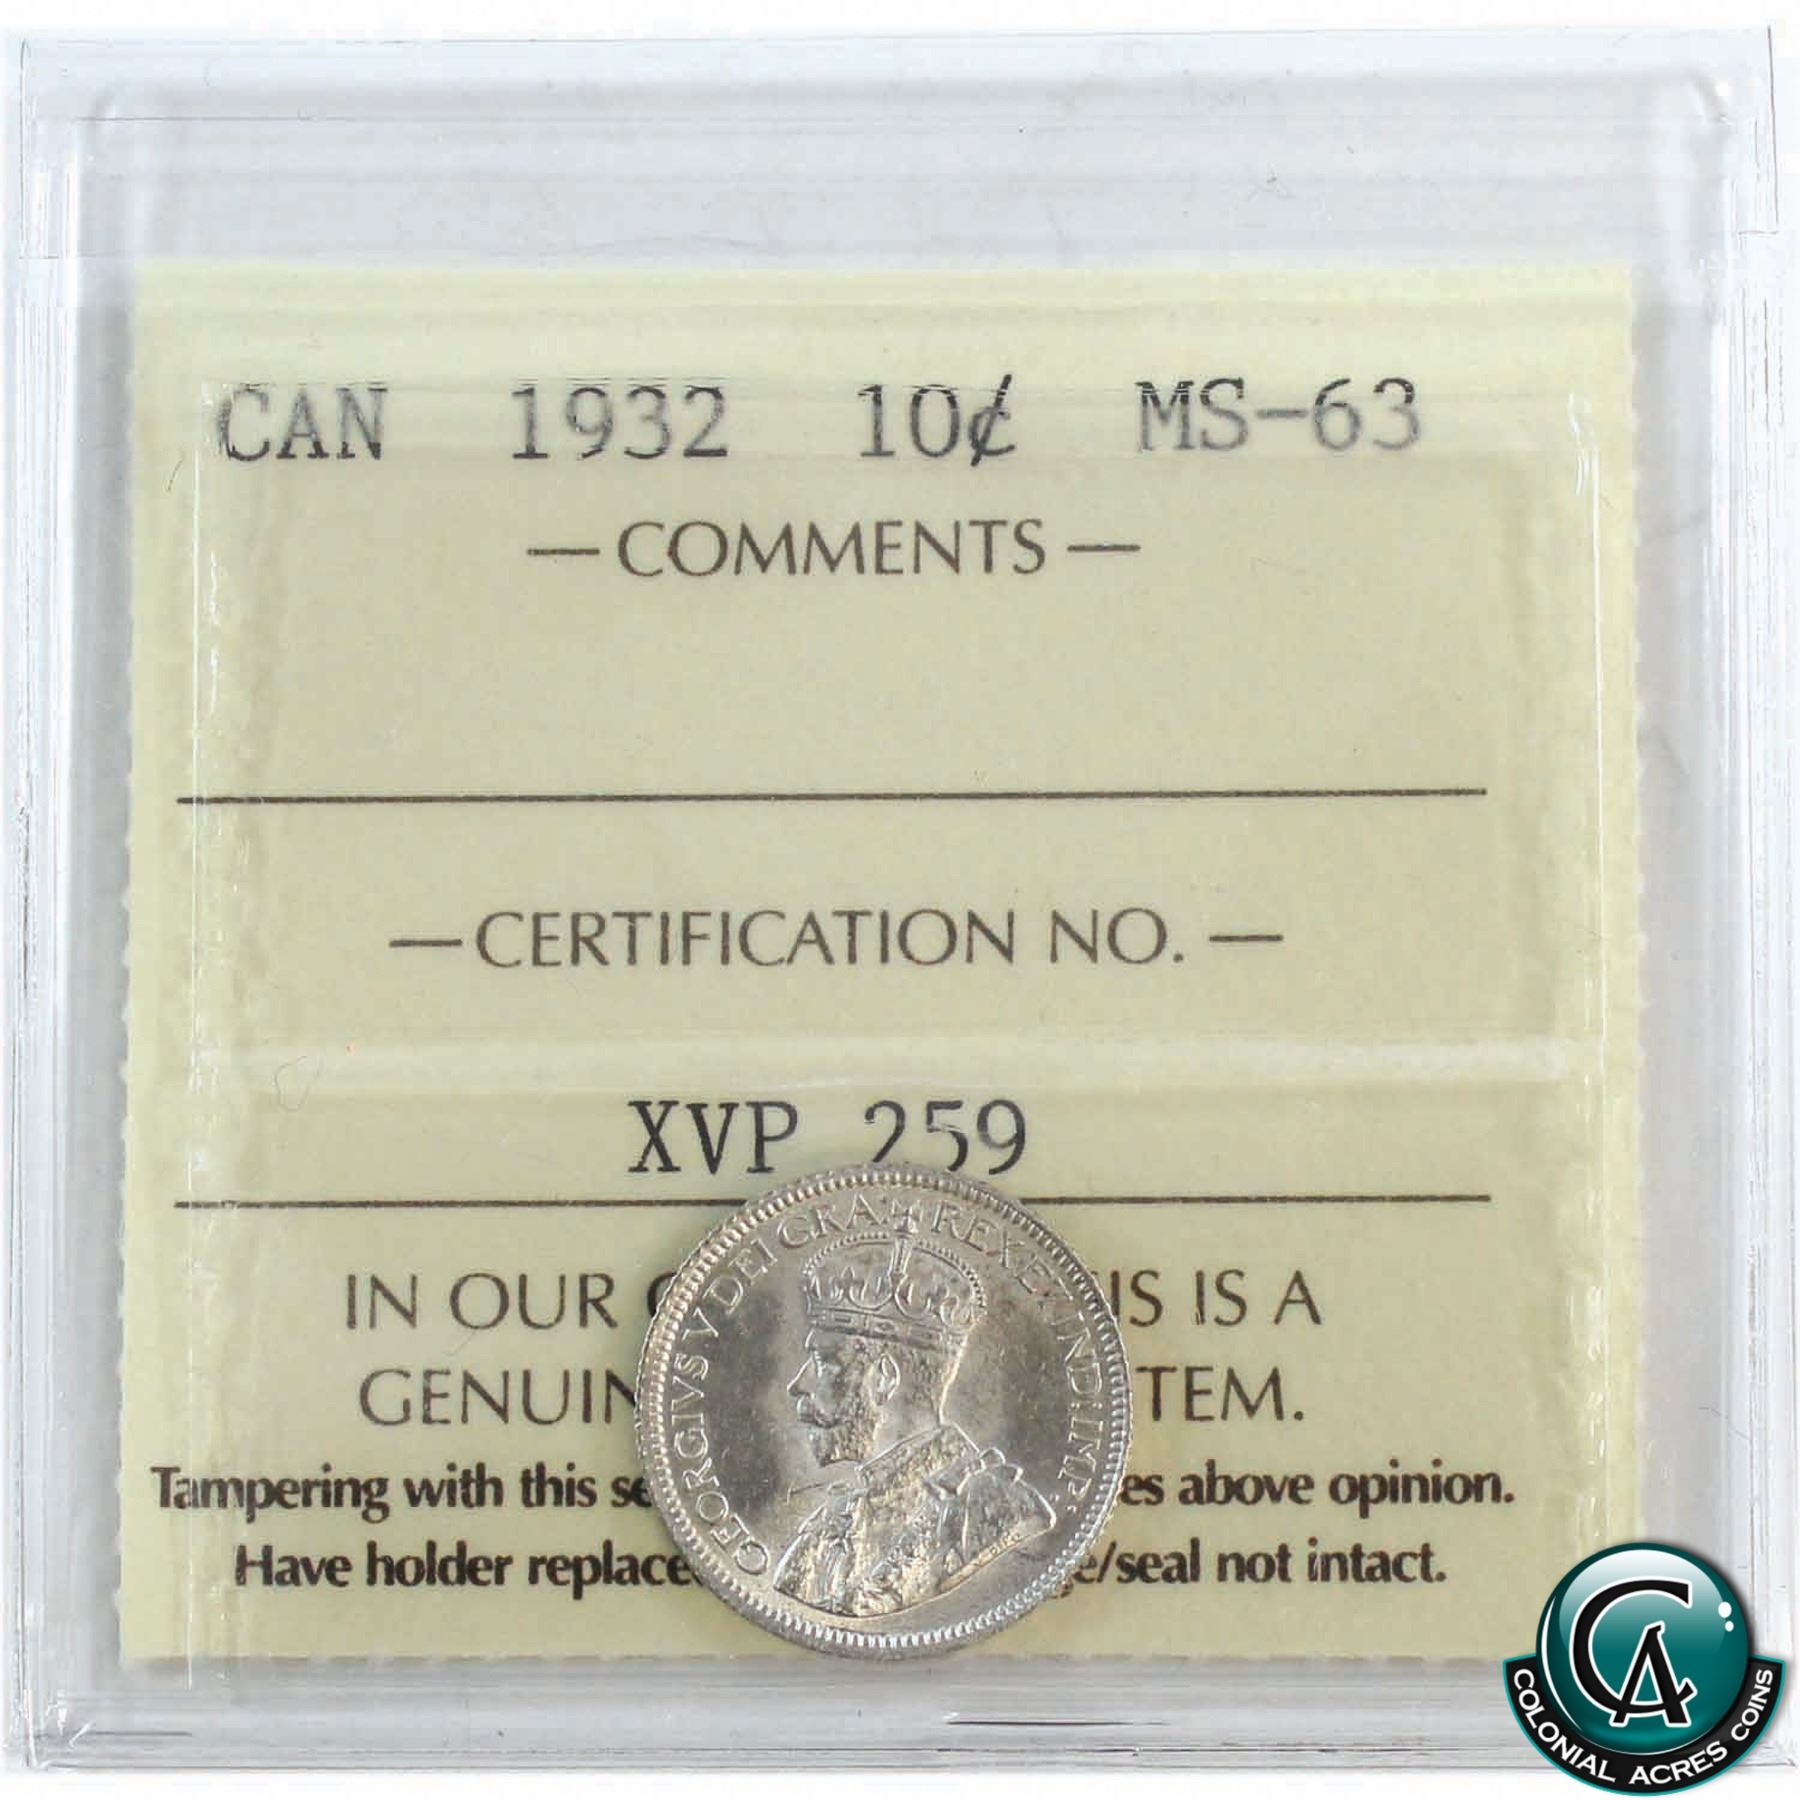 CAN 1932 10¢ MS-63
— COMMENTS —
— CERTIFICATION NO. —
XVP 259
IN OUR IS IS A
GENUIN TEM.
Tampering with this se es above opinion.
Have holder replace e/seal not intact.
GEORGIVS V DEI GRA: REX ET IND: IMP:
CA
COLONIAL ACRES COINS